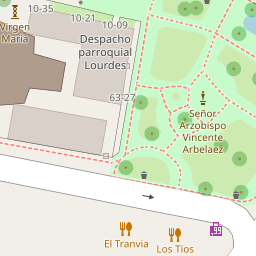 10-35
10-21
10-09
Virgen
María
Despacho
parroquial
Lourdes
63-27
Señor
Arzobispo
Vincente
Arbelaez
El Tranvia
Los Tios
99